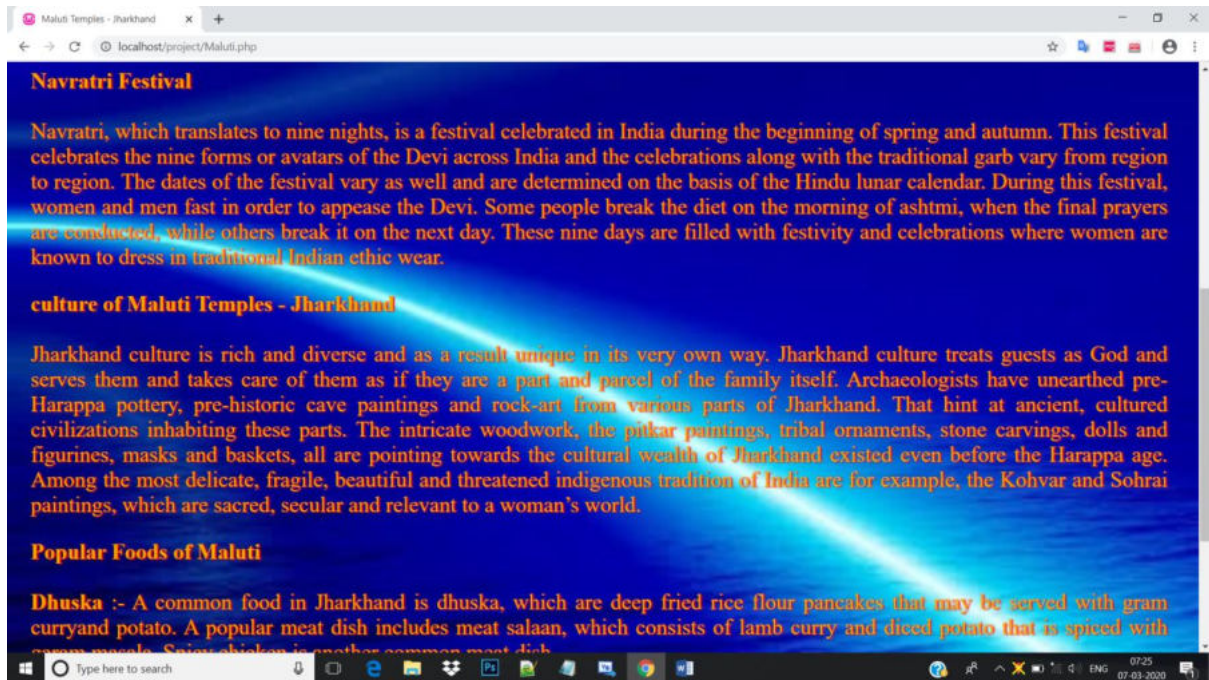 Maluti Temples - Jharkhand
localhost/project/Maluti.php
Navratri Festival
Navratri, which translates to nine nights, is a festival celebrated in India during the beginning of spring and autumn. This festival
celebrates the nine forms or avatars of the Devi across India and the celebrations along with the traditional garb vary from region
to region. The dates of the festival vary as well and are determined on the basis of the Hindu lunar calendar. During this festival,
women and men fast in order to appease the Devi. Some people break the diet on the morning of ashtmi, when the final prayers
are conducted, while others break it on the next day. These nine days are filled with festivity and celebrations where women are
known to dress in traditional Indian ethic wear.
culture of Maluti Temples - Jharkhand
Jharkhand culture is rich and diverse and as a result unique in its very own way. Jharkhand culture treats guests as God and
serves them and takes care of them as if they are a part and parcel of the family itself. Archaeologists have unearthed pre-
Harappa pottery, pre-historic cave paintings and rock-art from various parts of Jharkhand. That hint at ancient, cultured
civilizations inhabiting these parts. The intricate woodwork, the pitkar paintings, tribal ornaments, stone carvings, dolls and
figurines, masks and baskets, all are pointing towards the cultural wealth of Jharkhand existed even before the Harappa age.
Among the most delicate, fragile, beautiful and threatened indigenous tradition of India are for example, the Kohvar and Sohrai
paintings, which are sacred, secular and relevant to a woman's world.
Popular Foods of Maluti
Dhuska :- A common food in Jharkhand is dhuska, which are deep fried rice flour pancakes that may be served with gram
curryand potato. A popular meat dish includes meat salaan, which consists of lamb curry and diced potato that is spiced with
garam masala. Spicy chicken is another common meat dish.
Type here to search
Ps
ENG
07:25
07-03-2020